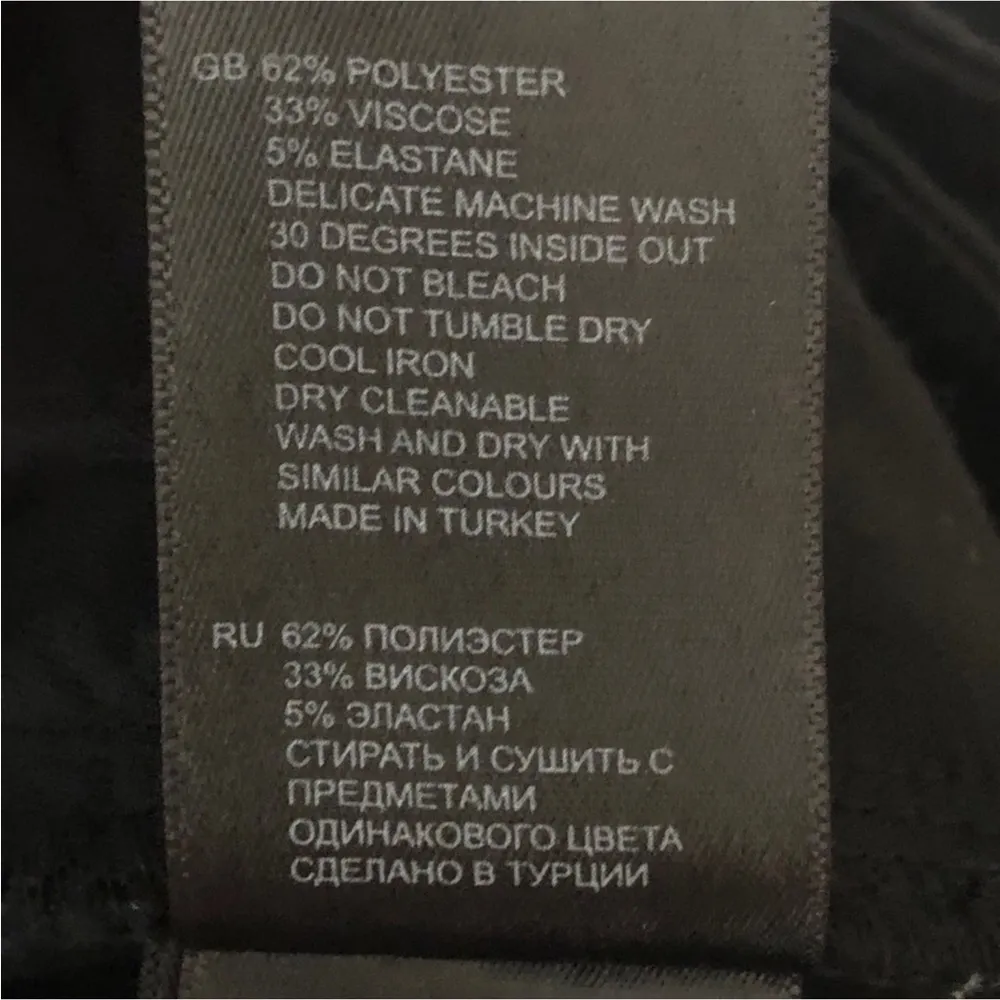 GB 62% POLYESTER
33% VISCOSE
5% ELASTANE
DELICATE MACHINE WASH
30 DEGREES INSIDE OUT
DO NOT BLEACH
DO NOT TUMBLE DRY
COOL IRON
DRY CLEANABLE
WASH AND DRY WITH
SIMILAR COLOURS
MADE IN TURKEY
RU 62% ПОЛИЭСТЕР
33% ВИСКОЗА
5% ЭЛАСТАН
СТИРАТЬ И СУШИТЬ С
ПРЕДМЕТАМИ
ОДИНАКОВОГО ЦВЕТА
СДЕЛАНО В ТУРЦИИ